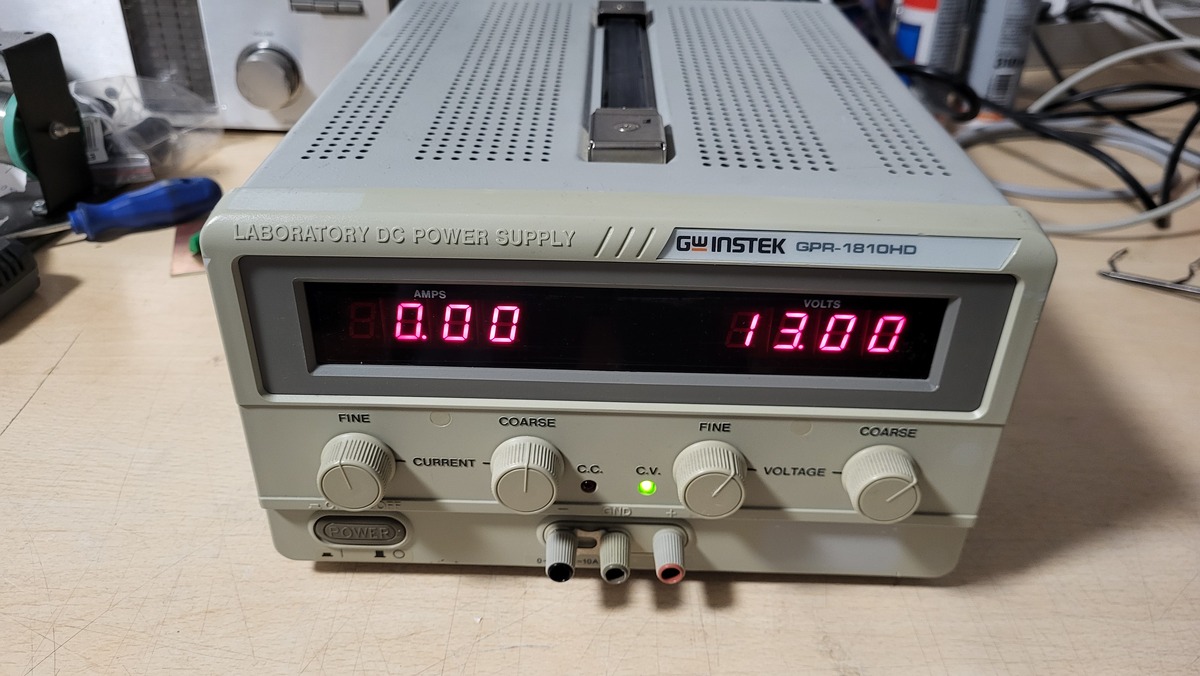 LABORATORY DC POWER SUPPLY GW INSTEK GPR-1810HD
AMPS VOLTS
0.00 13.00
FINE COARSE FINE COARSE
CURRENT C.C. C.V. VOLTAGE
− GND +
POWER